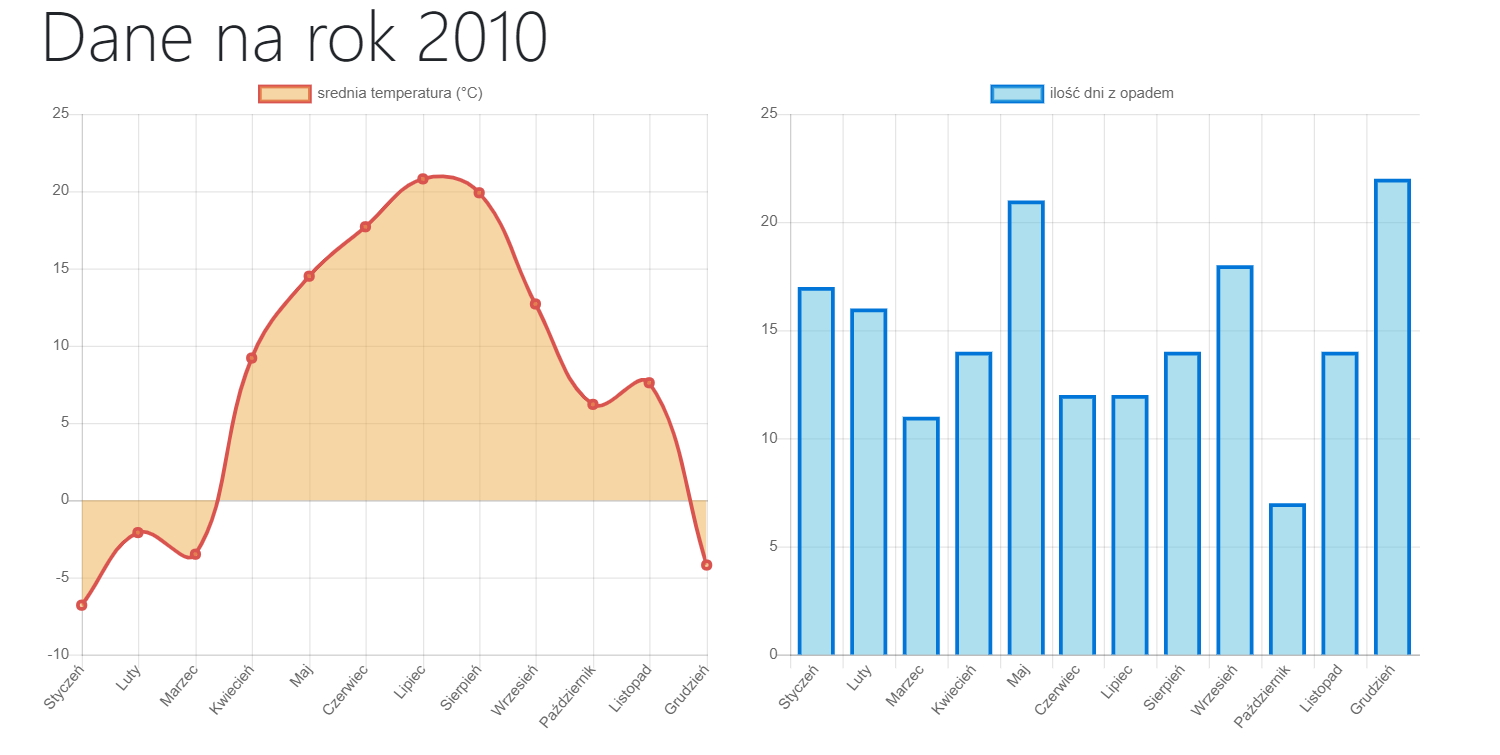 Dane na rok 2010
srednia temperatura (°C)
25
20
15
10
5
0
-5
-10
Styczeń
Luty
Marzec
Kwiecień
Maj
Czerwiec
Lipiec
Sierpień
Wrzesień
Październik
Listopad
Grudzień
ilość dni z opadem
25
20
15
10
5
0
Styczeń
Luty
Marzec
Kwiecień
Maj
Czerwiec
Lipiec
Sierpień
Wrzesień
Październik
Listopad
Grudzień